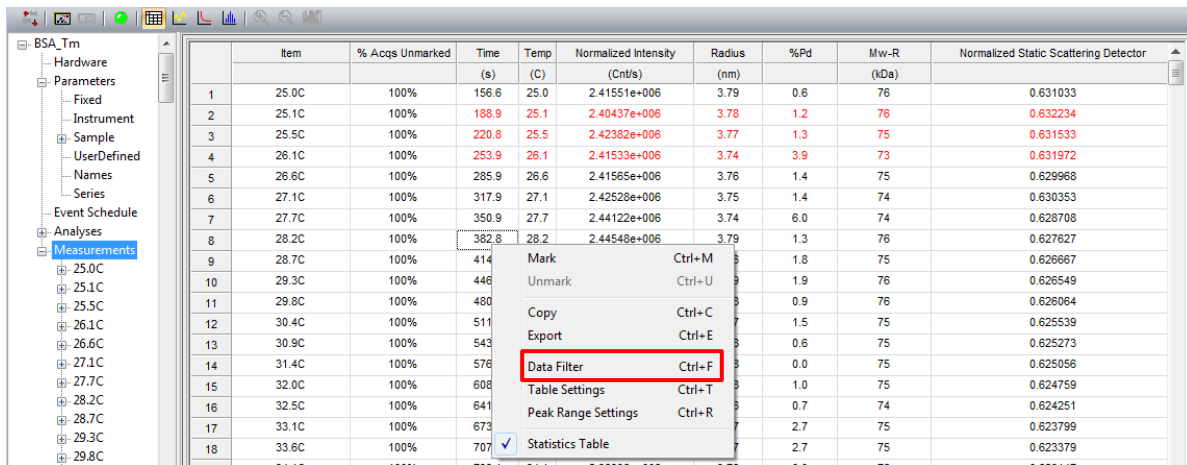 BSA_Tm
Hardware
Parameters
Fixed
Instrument
Sample
UserDefined
Names
Series
Event Schedule
Analyses
Measurements
25.0C
25.1C
25.5C
26.1C
26.6C
27.1C
27.7C
28.2C
28.7C
29.3C
29.8C
Item % Acqs Unmarked Time Temp Normalized Intensity Radius %Pd Mw-R Normalized Static Scattering Detector
(s) (C) (Cnt/s) (nm) (kDa)
1 25.0C 100% 156.6 25.0 2.41551e+006 3.79 0.6 76 0.631033
2 25.1C 100% 188.9 25.1 2.40437e+006 3.78 1.2 76 0.632234
3 25.5C 100% 220.8 25.5 2.42382e+006 3.77 1.3 75 0.631533
4 26.1C 100% 253.9 26.1 2.41533e+006 3.74 3.9 73 0.631972
5 26.6C 100% 285.9 26.6 2.41565e+006 3.76 1.4 75 0.629968
6 27.1C 100% 317.9 27.1 2.42528e+006 3.75 1.4 74 0.630353
7 27.7C 100% 350.9 27.7 2.44122e+006 3.74 6.0 74 0.628708
8 28.2C 100% 382.8 28.2 2.44548e+006 3.79 1.3 76 0.627627
9 28.7C 100% 414 1.8 75 0.626667
10 29.3C 100% 446 1.9 76 0.626549
11 29.8C 100% 480 0.9 76 0.626064
12 30.4C 100% 511 1.5 75 0.625539
13 30.9C 100% 543 0.6 75 0.625273
14 31.4C 100% 576 0.0 75 0.625056
15 32.0C 100% 608 1.0 75 0.624759
16 32.5C 100% 641 0.7 74 0.624251
17 33.1C 100% 673 2.7 75 0.623799
18 33.6C 100% 707 2.7 75 0.623379
Mark Ctrl+M
Unmark Ctrl+U
Copy Ctrl+C
Export Ctrl+E
Data Filter Ctrl+F
Table Settings Ctrl+T
Peak Range Settings Ctrl+R
Statistics Table